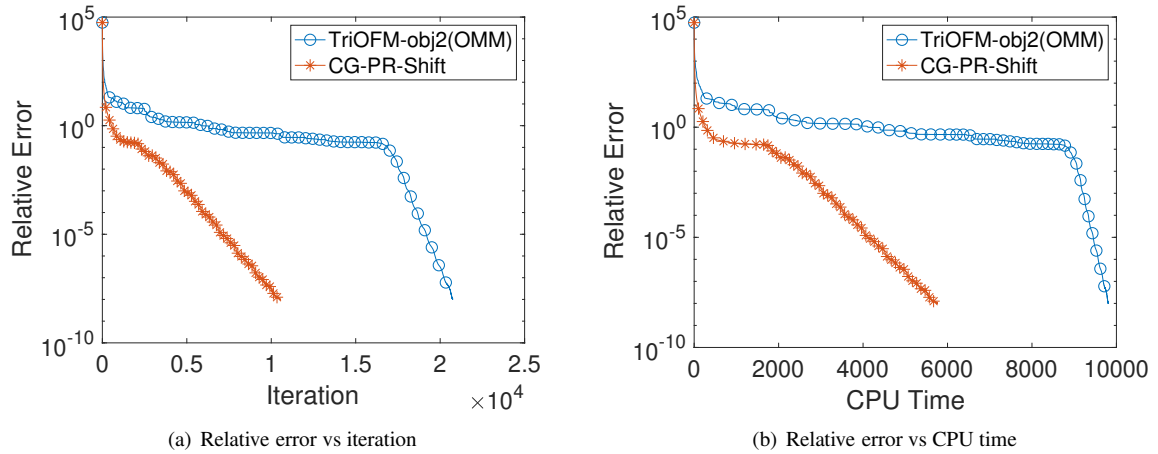 TriOFM-obj2(OMM)
CG-PR-Shift
Relative Error
10^5
10^0
10^-5
10^-10
0 0.5 1 1.5 2 2.5
Iteration
×10^4
(a) Relative error vs iteration
TriOFM-obj2(OMM)
CG-PR-Shift
Relative Error
10^5
10^0
10^-5
10^-10
0 2000 4000 6000 8000 10000
CPU Time
(b) Relative error vs CPU time